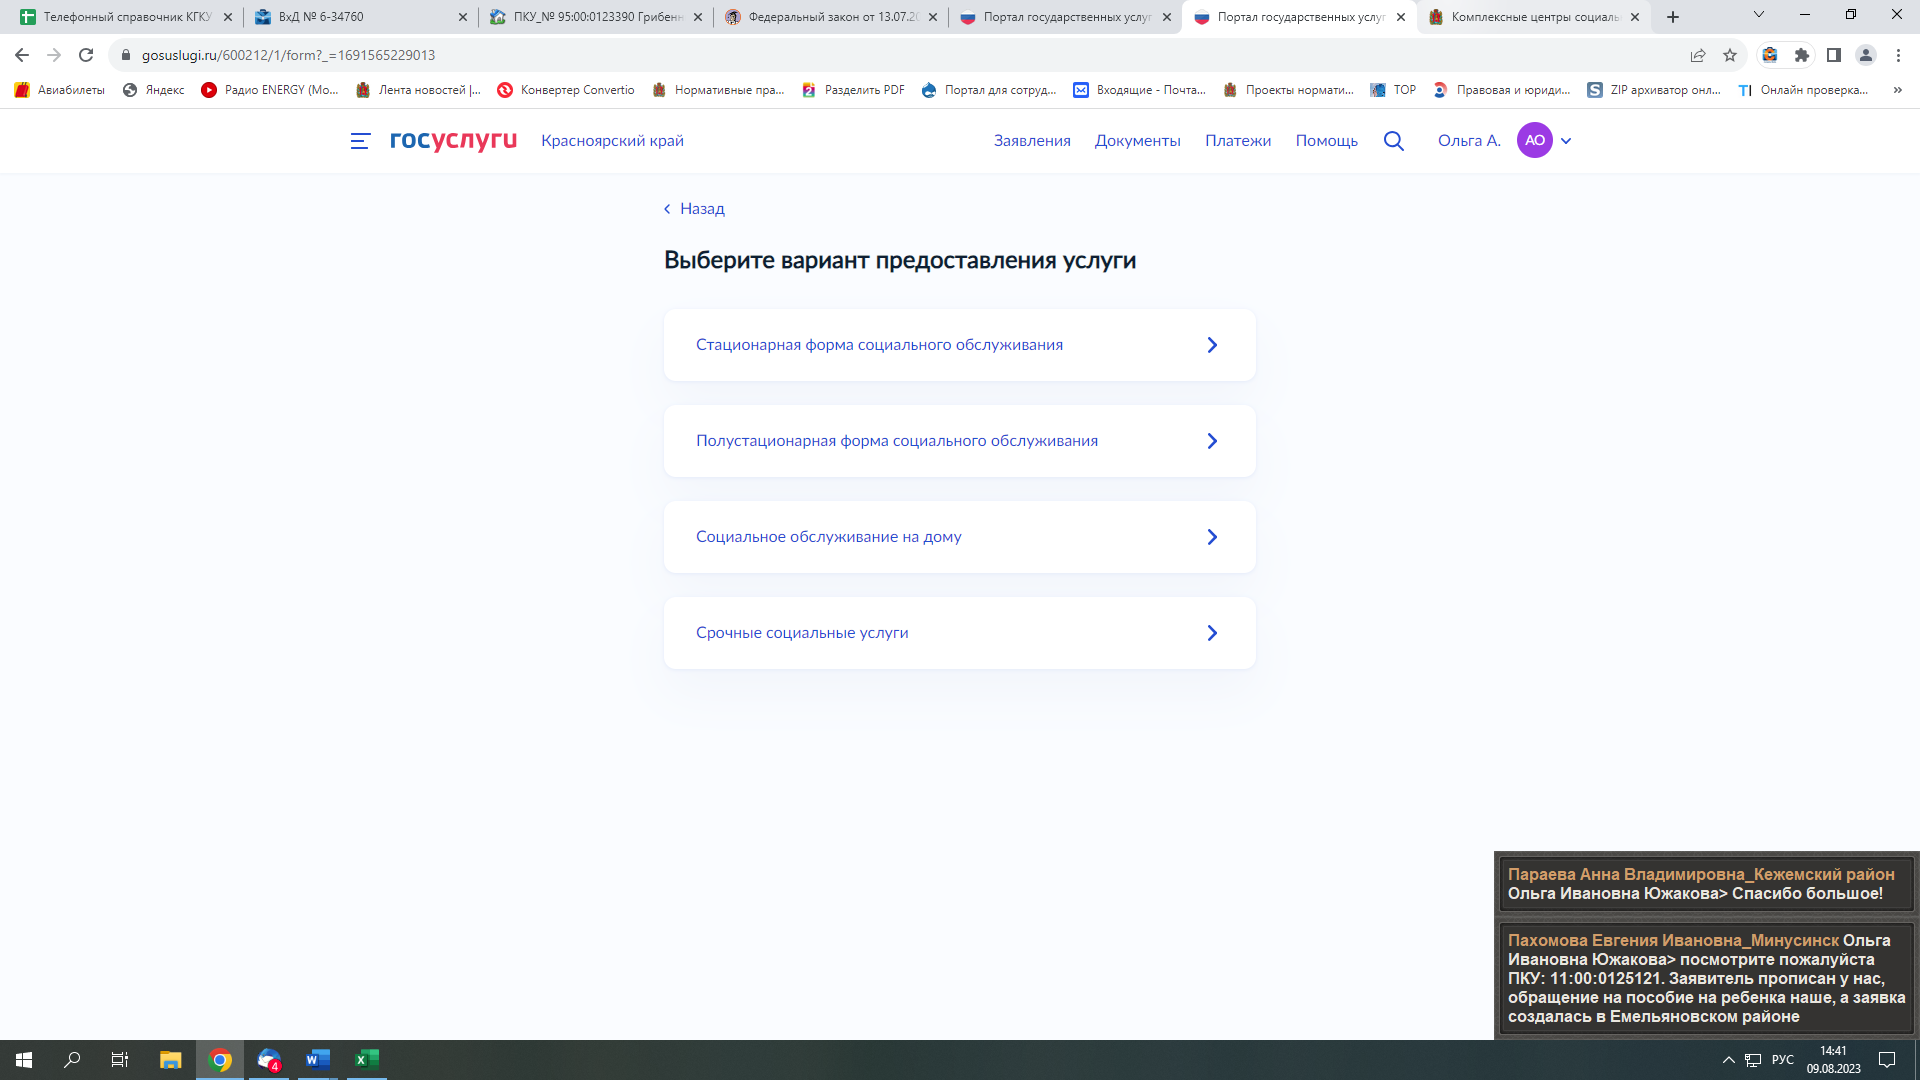 Телефонный справочник КГКУ
ВхД № 6-34760
ПКУ_№ 95:00:0123390 Грибенн
Федеральный закон от 13.07.20
Портал государственных услуг
Портал государственных услуг
Комплексные центры социаль
gosuslugi.ru/600212/1/form?_=1691565229013
Авиабилеты
Яндекс
Радио ENERGY (Мо...
Лента новостей |...
Конвертер Convertio
Нормативные пра...
Разделить PDF
Портал для сотруд...
Входящие - Почта...
Проекты нормати...
ТОР
Правовая и юриди...
ZIP архиватор онл...
Онлайн проверка...
»
госуслуги
Красноярский край
Заявления
Документы
Платежи
Помощь
Ольга А.
АО
Назад
Выберите вариант предоставления услуги
Стационарная форма социального обслуживания
Полустационарная форма социального обслуживания
Социальное обслуживание на дому
Срочные социальные услуги
Параева Анна Владимировна_Кежемский район
Ольга Ивановна Южакова> Спасибо большое!
Пахомова Евгения Ивановна_Минусинск Ольга
Ивановна Южакова> посмотрите пожалуйста
ПКУ: 11:00:0125121. Заявитель прописан у нас,
обращение на пособие на ребенка наше, а заявка
создалась в Емельяновском районе
4
РУС
14:41
09.08.2023